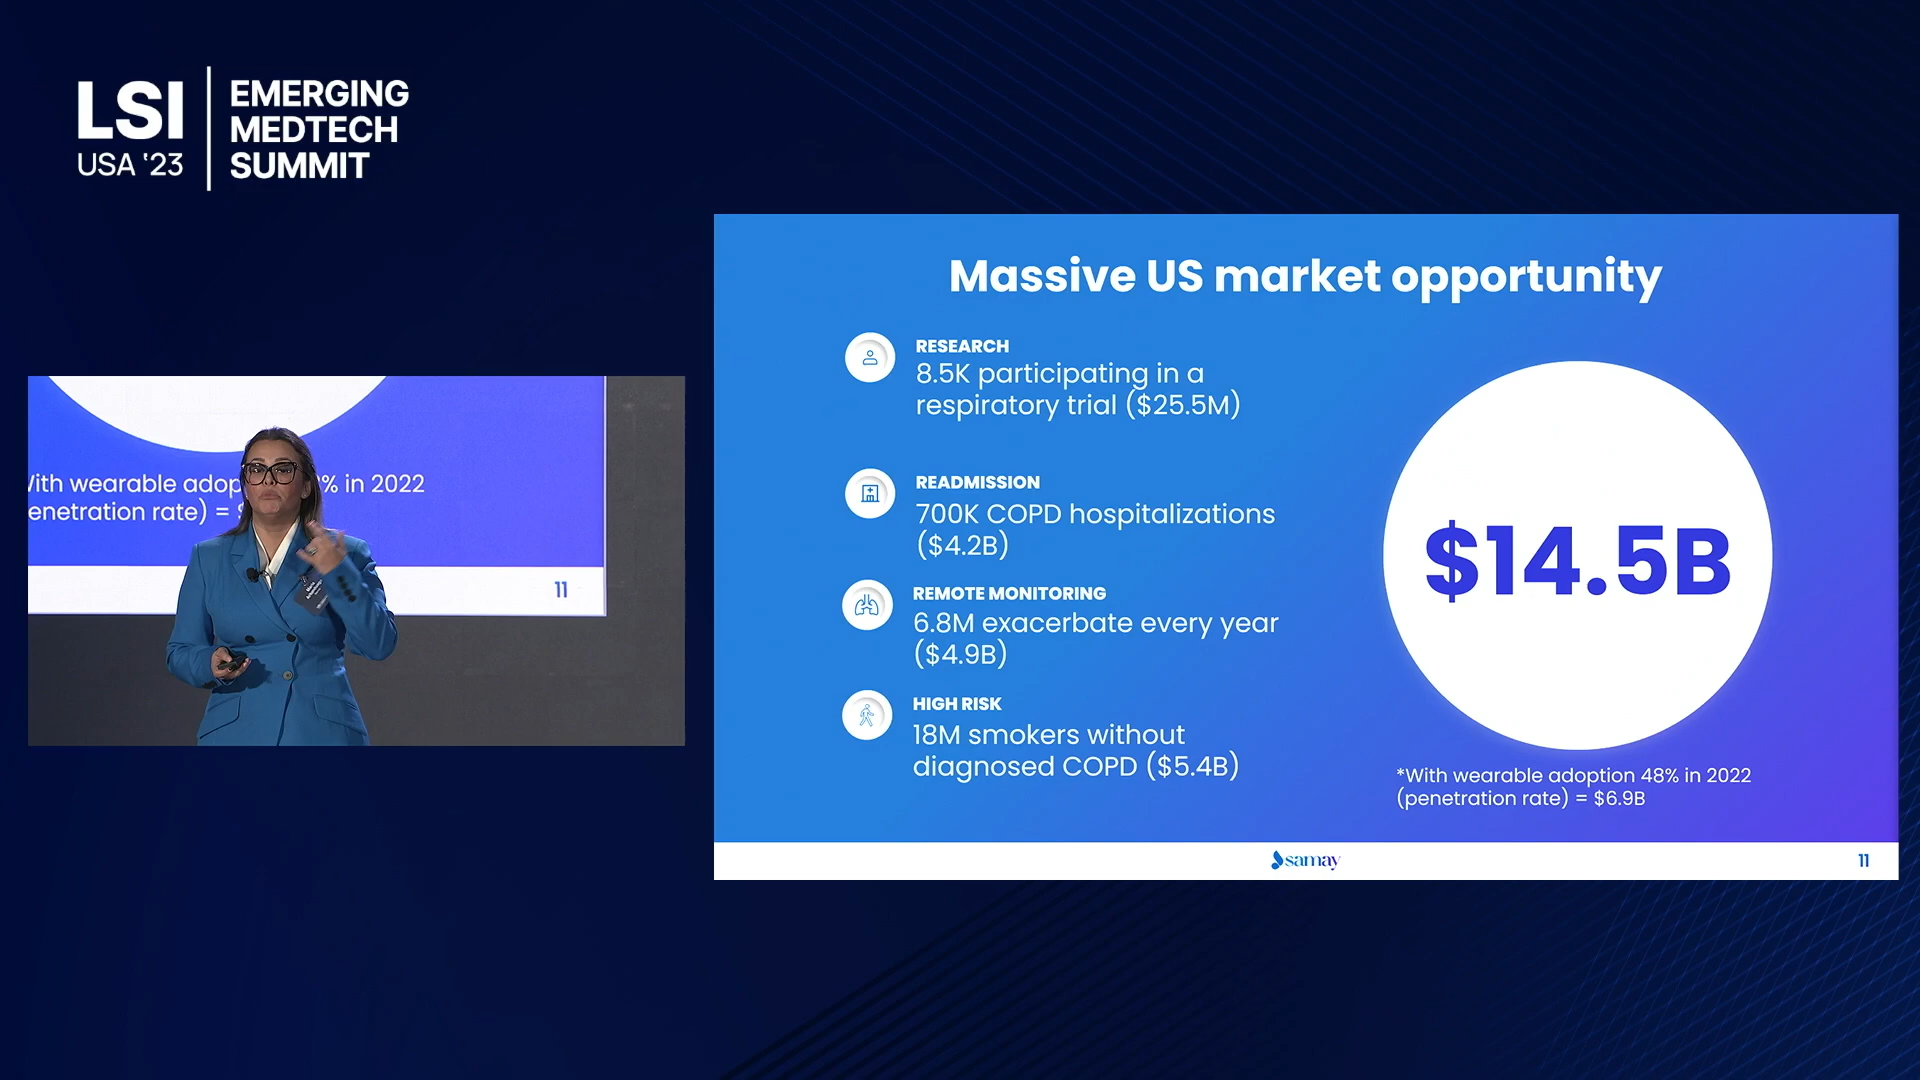 LSI
USA '23
EMERGING
MEDTECH
SUMMIT
With wearable adop % in 2022
enetration rate) =
11
Massive US market opportunity
RESEARCH
8.5K participating in a
respiratory trial ($25.5M)
READMISSION
700K COPD hospitalizations
($4.2B)
REMOTE MONITORING
6.8M exacerbate every year
($4.9B)
HIGH RISK
18M smokers without
diagnosed COPD ($5.4B)
$14.5B
*With wearable adoption 48% in 2022
(penetration rate) = $6.9B
samay
11